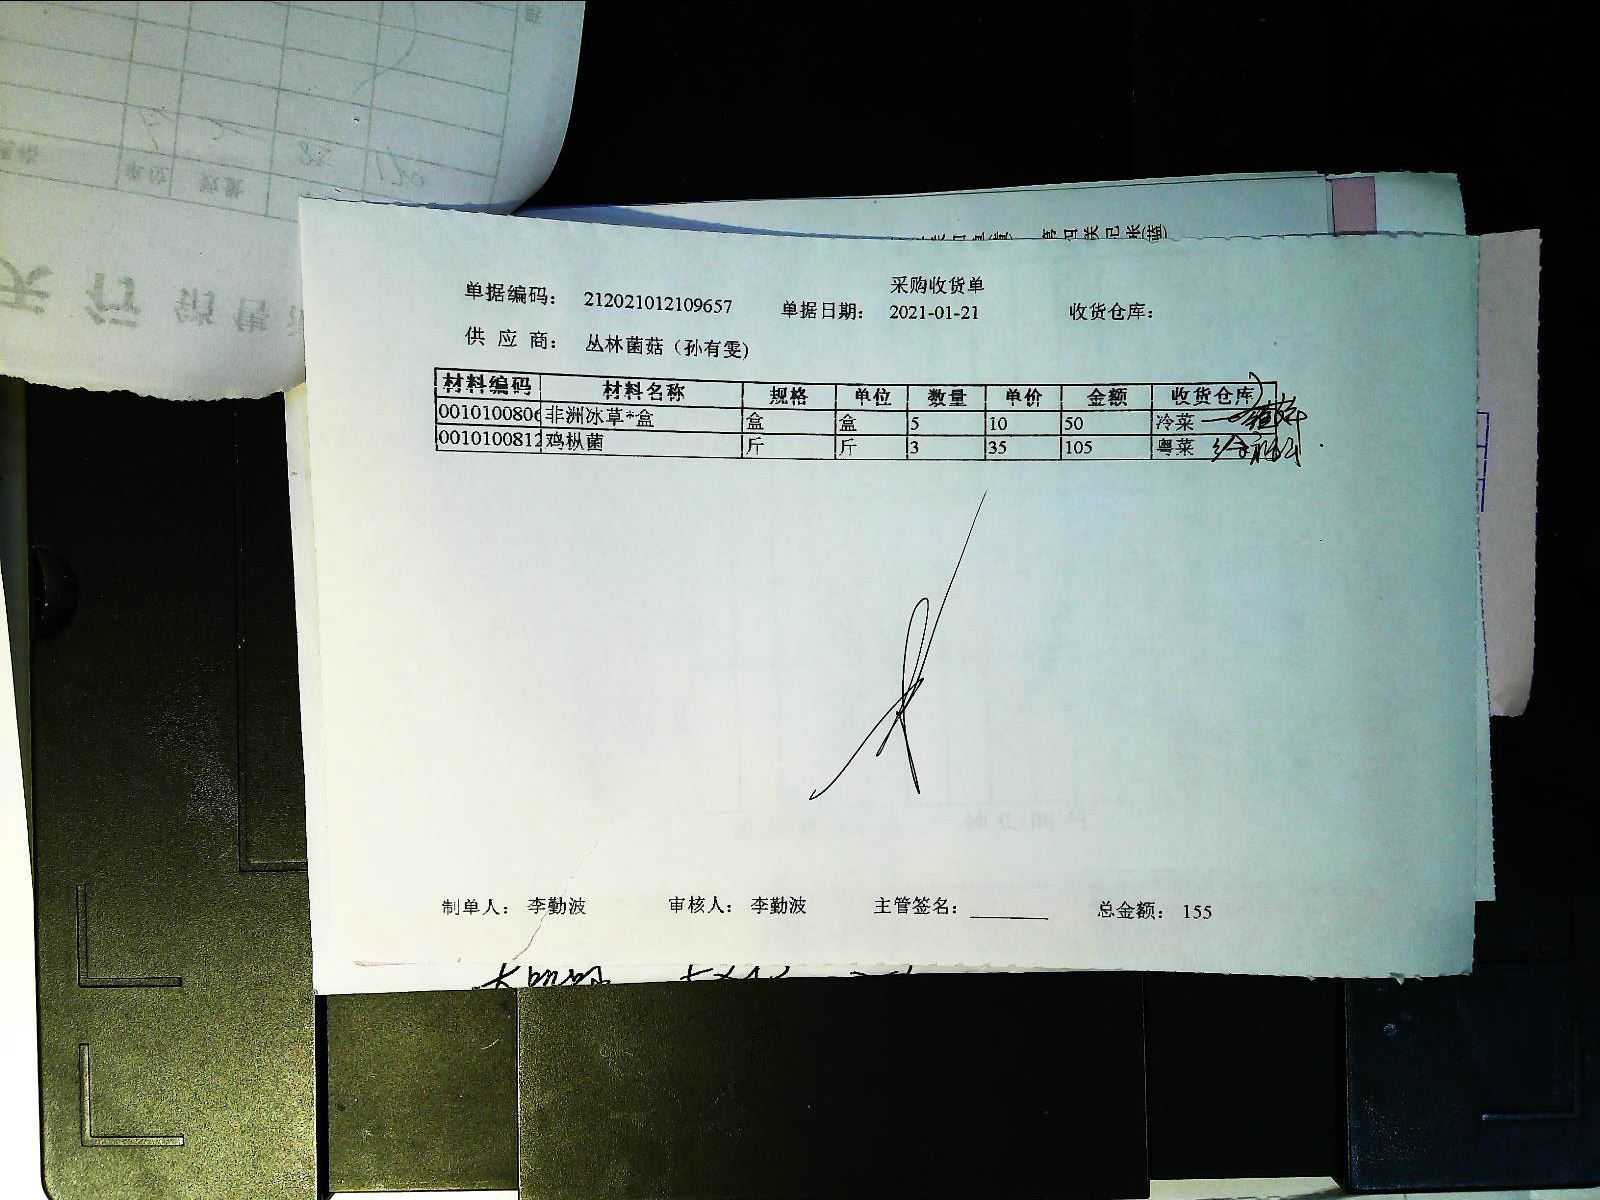 采购收货单
单据编码： 212021012109657 单据日期： 2021-01-21 收货仓库：
供 应 商： 丛林菌菇（孙有雯）
材料编码 材料名称 规格 单位 数量 单价 金额 收货仓库
0010100806 非洲冰草*盒 盒 盒 5 10 50 冷菜
0010100812 鸡枞菌 斤 斤 3 35 105 粤菜
制单人： 李勤波 审核人： 李勤波 主管签名： 总金额： 155